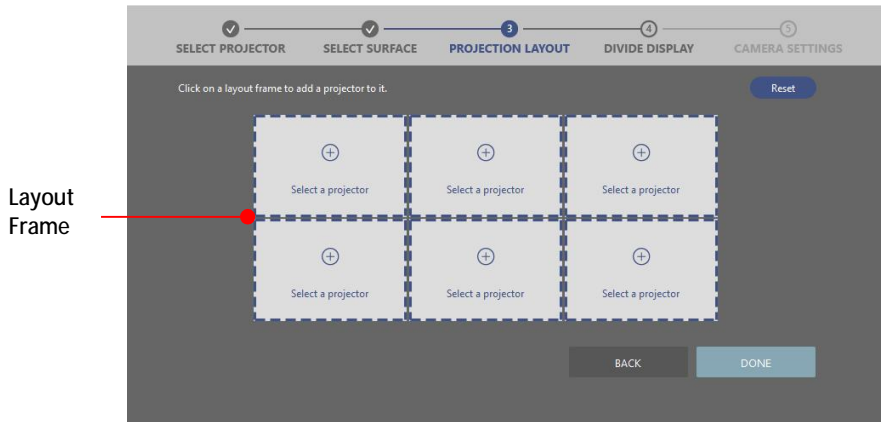 3 4 5
SELECT PROJECTOR SELECT SURFACE PROJECTION LAYOUT DIVIDE DISPLAY CAMERA SETTINGS
Click on a layout frame to add a projector to it. Reset
Select a projector Select a projector Select a projector
Layout
Frame
Select a projector Select a projector Select a projector
BACK DONE